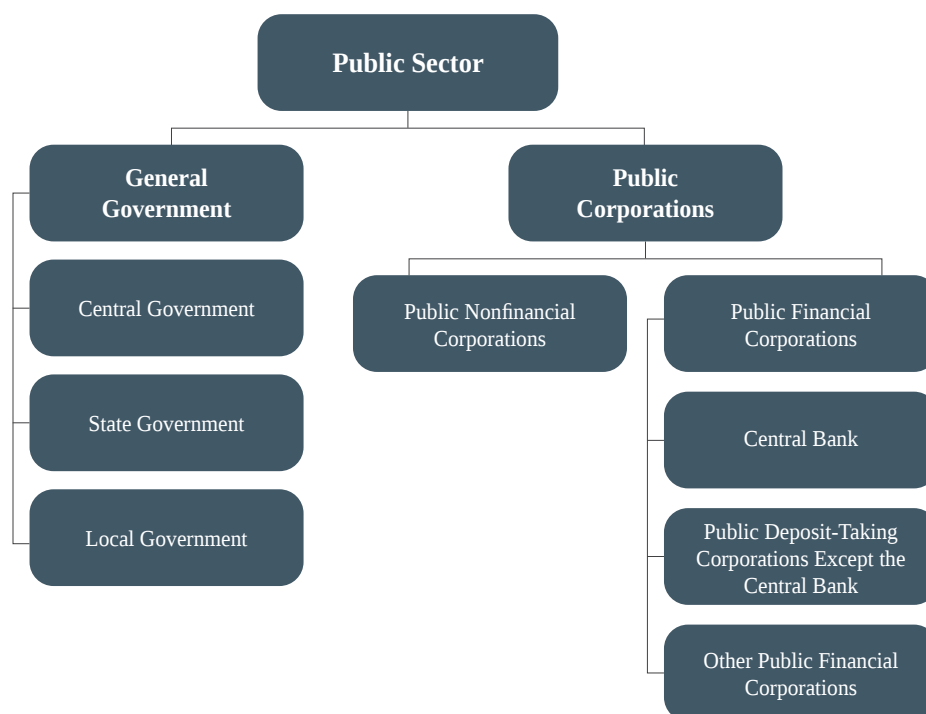 Public Sector
General
Government
Public
Corporations
Central Government
State Government
Local Government
Public Nonfinancial
Corporations
Public Financial
Corporations
Central Bank
Public Deposit-Taking
Corporations Except the
Central Bank
Other Public Financial
Corporations